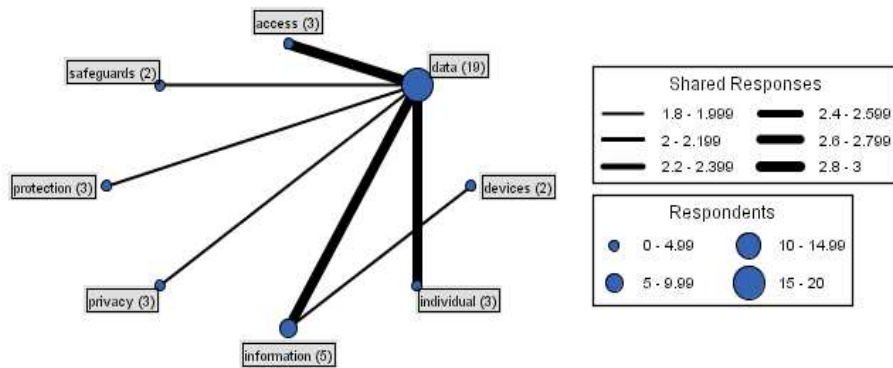 access (3)
data (19)
safeguards (2)
protection (3)
devices (2)
privacy (3)
individual (3)
information (5)
Shared Responses
1.8 - 1.999
2.4 - 2.599
2 - 2.199
2.6 - 2.799
2.2 - 2.399
2.8 - 3
Respondents
0 - 4.99
10 - 14.99
5 - 9.99
15 - 20